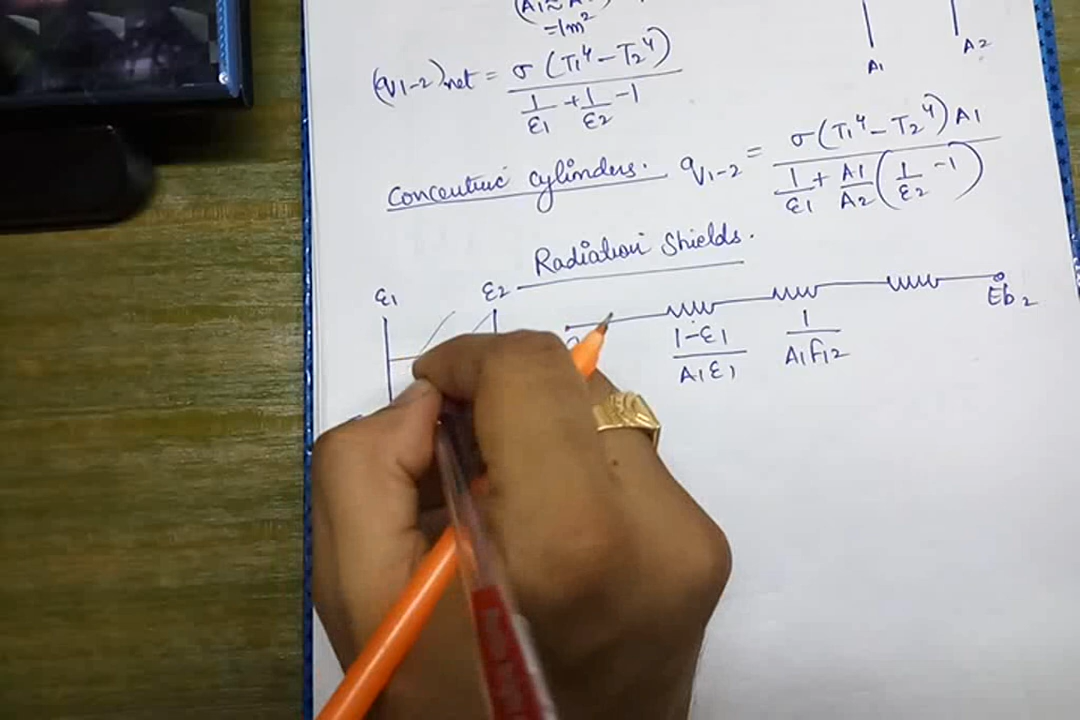 = 1m²
A1 A2
(q1-2)net = σ (T1⁴ - T2⁴) / (1/ε1 + 1/ε2 - 1)
Concentric cylinders. q1-2 = σ (T1⁴ - T2⁴) A1 / (1/ε1 + A1/A2 (1/ε2 - 1))
Radiation Shields.
ε1 ε2
Eb2
1-ε1 / A1ε1 1 / A1F12